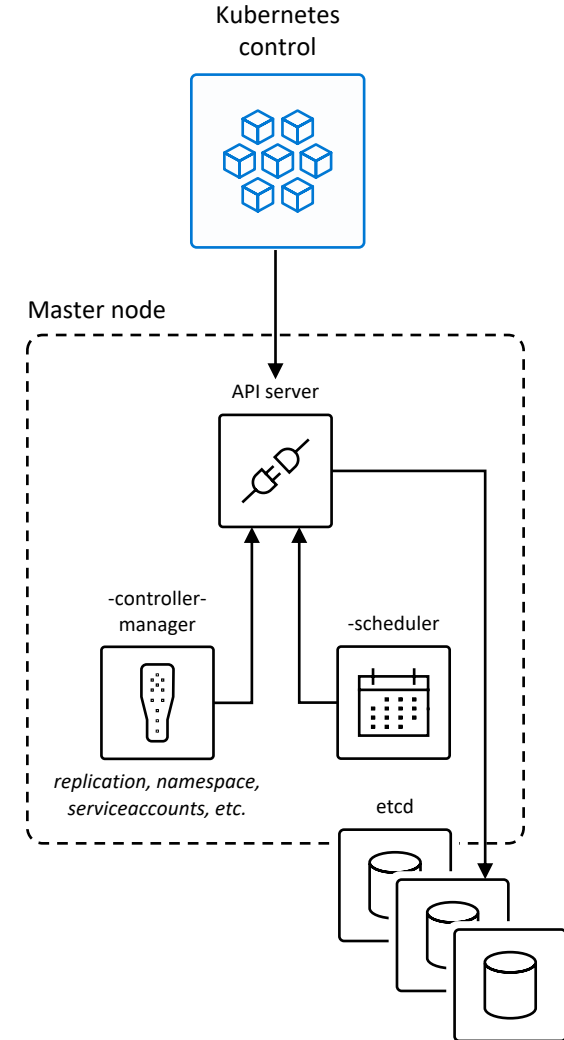 Kubernetes
control
Master node
API server
-controller-
manager
-scheduler
replication, namespace,
serviceaccounts, etc.
etcd